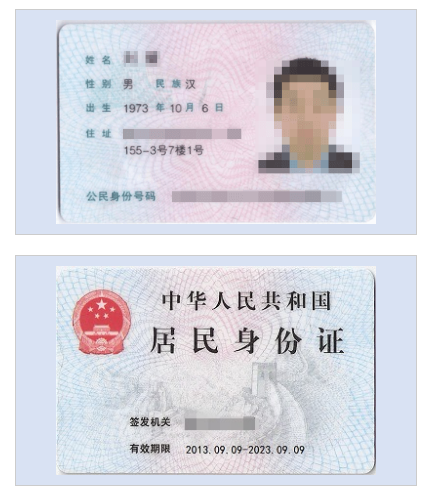 姓名
性别 男 民族 汉
出生 1973 年 10 月 6 日
住址
155-3号7楼1号
公民身份号码
中华人民共和国
居民身份证
签发机关
有效期限 2013.09.09-2023.09.09